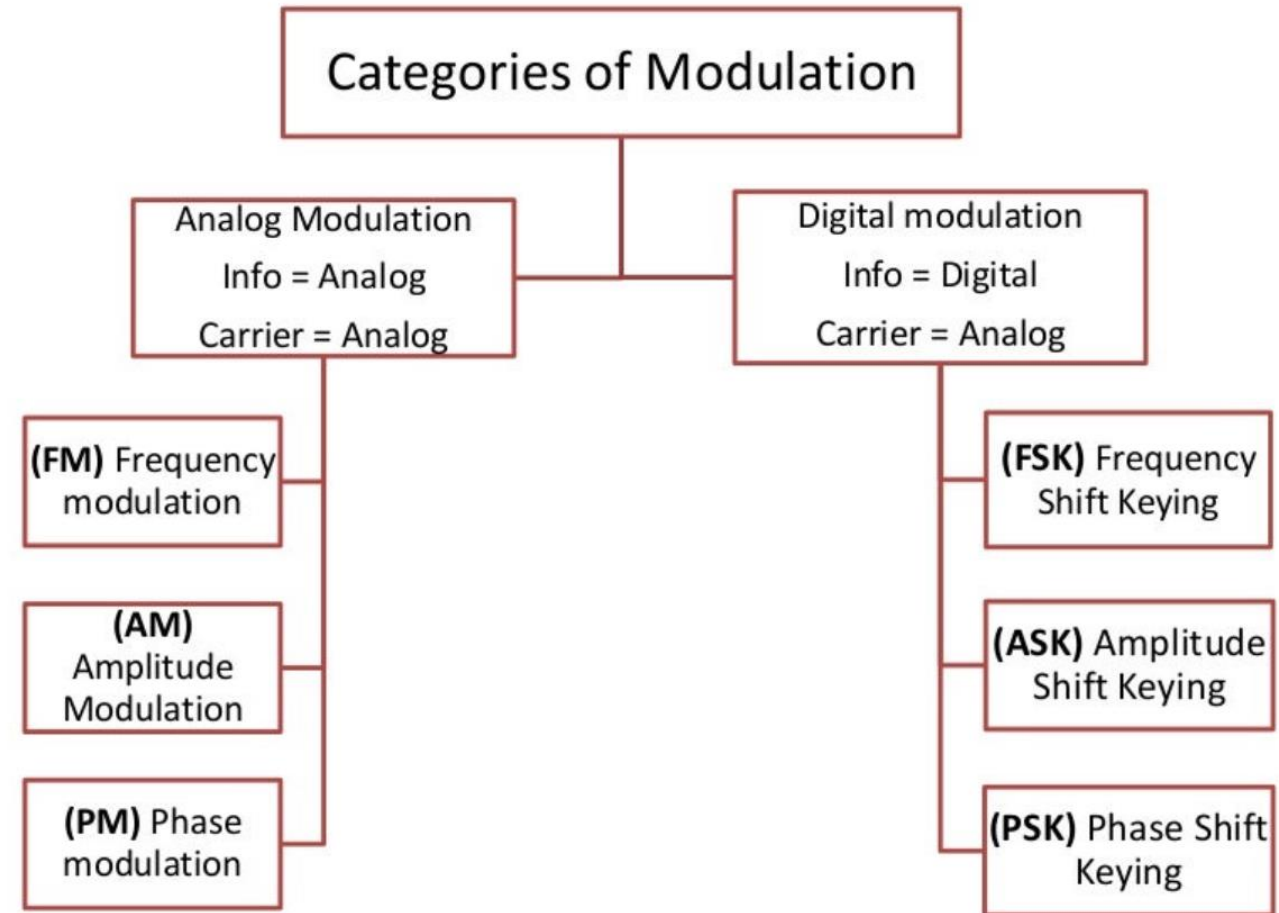 Categories of Modulation
Analog Modulation
Info = Analog
Carrier = Analog
Digital modulation
Info = Digital
Carrier = Analog
(FM) Frequency
modulation
(AM)
Amplitude
Modulation
(PM) Phase
modulation
(FSK) Frequency
Shift Keying
(ASK) Amplitude
Shift Keying
(PSK) Phase Shift
Keying